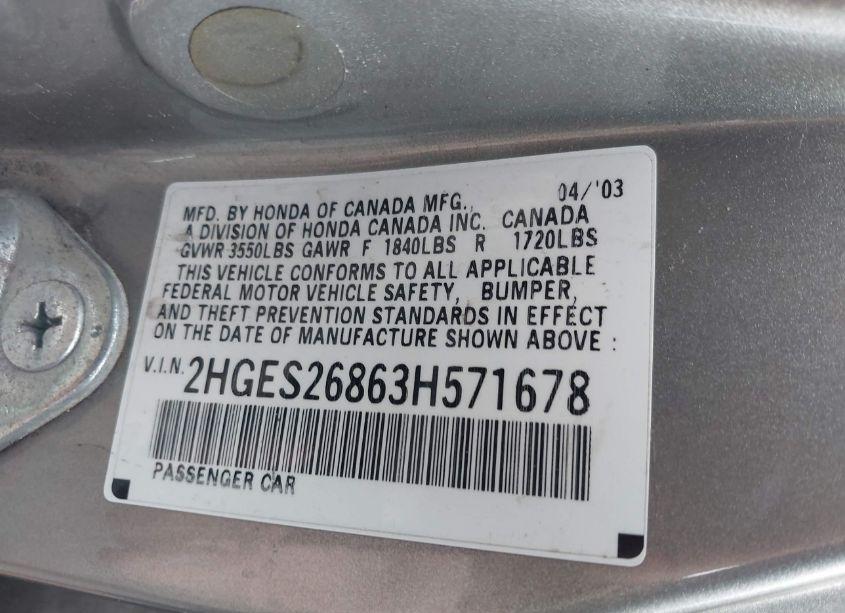 04/'03
MFD. BY HONDA OF CANADA MFG.,
A DIVISION OF HONDA CANADA INC. CANADA
GVWR 3550LBS GAWR F 1840LBS R 1720LBS
THIS VEHICLE CONFORMS TO ALL APPLICABLE
FEDERAL MOTOR VEHICLE SAFETY, BUMPER,
AND THEFT PREVENTION STANDARDS IN EFFECT
ON THE DATE OF MANUFACTURE SHOWN ABOVE :
V.I.N. 2HGES26863H571678
PASSENGER CAR